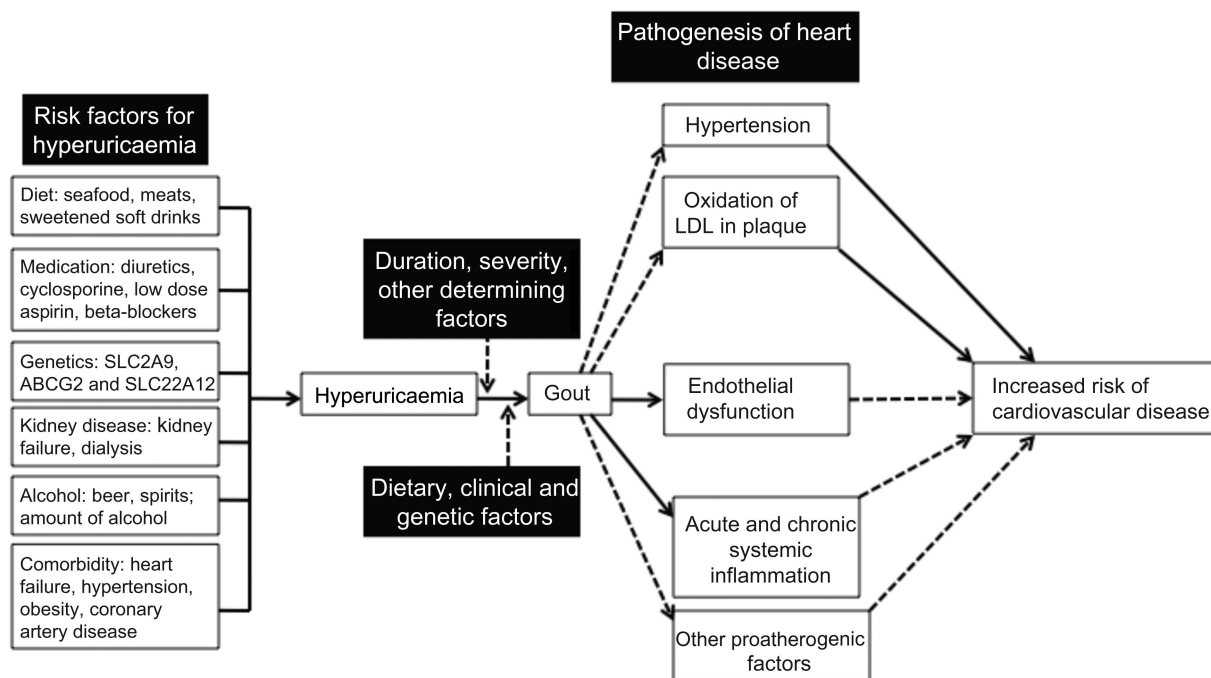 Pathogenesis of heart
disease
Risk factors for
hyperuricaemia
Diet: seafood, meats,
sweetened soft drinks
Medication: diuretics,
cyclosporine, low dose
aspirin, beta-blockers
Genetics: SLC2A9,
ABCG2 and SLC22A12
Kidney disease: kidney
failure, dialysis
Alcohol: beer, spirits;
amount of alcohol
Comorbidity: heart
failure, hypertension,
obesity, coronary
artery disease
Hyperuricaemia
Duration, severity,
other determining
factors
Dietary, clinical and
genetic factors
Gout
Hypertension
Oxidation of
LDL in plaque
Endothelial
dysfunction
Acute and chronic
systemic
inflammation
Other proatherogenic
factors
Increased risk of
cardiovascular disease